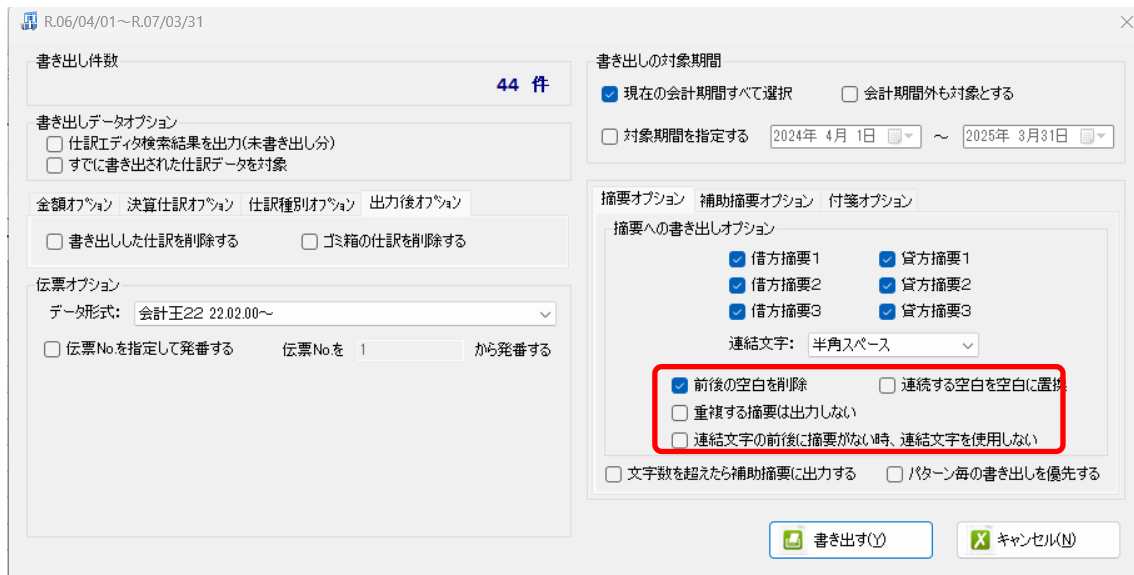 R.06/04/01～R.07/03/31
書き出し件数
44 件
書き出しデータオプション
仕訳エディタ検索結果を出力(未書き出し分)
すでに書き出された仕訳データを対象
金額オプション 決算仕訳オプション 仕訳種別オプション 出力後オプション
書き出しした仕訳を削除する ゴミ箱の仕訳を削除する
伝票オプション
データ形式: 会計王22 22.02.00～
伝票No.を指定して発番する 伝票No.を 1 から発番する
書き出しの対象期間
現在の会計期間すべて選択 会計期間外も対象とする
対象期間を指定する 2024年 4月 1日 ～ 2025年 3月31日
摘要オプション 補助摘要オプション 付箋オプション
摘要への書き出しオプション
借方摘要1 貸方摘要1
借方摘要2 貸方摘要2
借方摘要3 貸方摘要3
連結文字: 半角スペース
前後の空白を削除 連続する空白を空白に置換
重複する摘要は出力しない
連結文字の前後に摘要がない時、連結文字を使用しない
文字数を超えたら補助摘要に出力する パターン毎の書き出しを優先する
書き出す(Y) キャンセル(N)